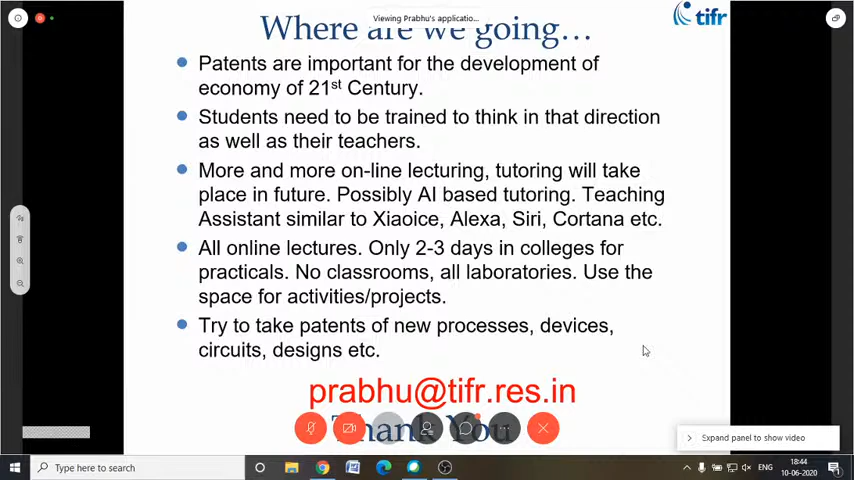 Viewing Prabhu's applicatio...
Where are we going...
tifr
Patents are important for the development of
economy of 21st Century.
Students need to be trained to think in that direction
as well as their teachers.
More and more on-line lecturing, tutoring will take
place in future. Possibly AI based tutoring. Teaching
Assistant similar to Xiaoice, Alexa, Siri, Cortana etc.
All online lectures. Only 2-3 days in colleges for
practicals. No classrooms, all laboratories. Use the
space for activities/projects.
Try to take patents of new processes, devices,
circuits, designs etc.
prabhu@tifr.res.in
Thank You
Expand panel to show video
Type here to search
ENG
18:44
10-06-2020